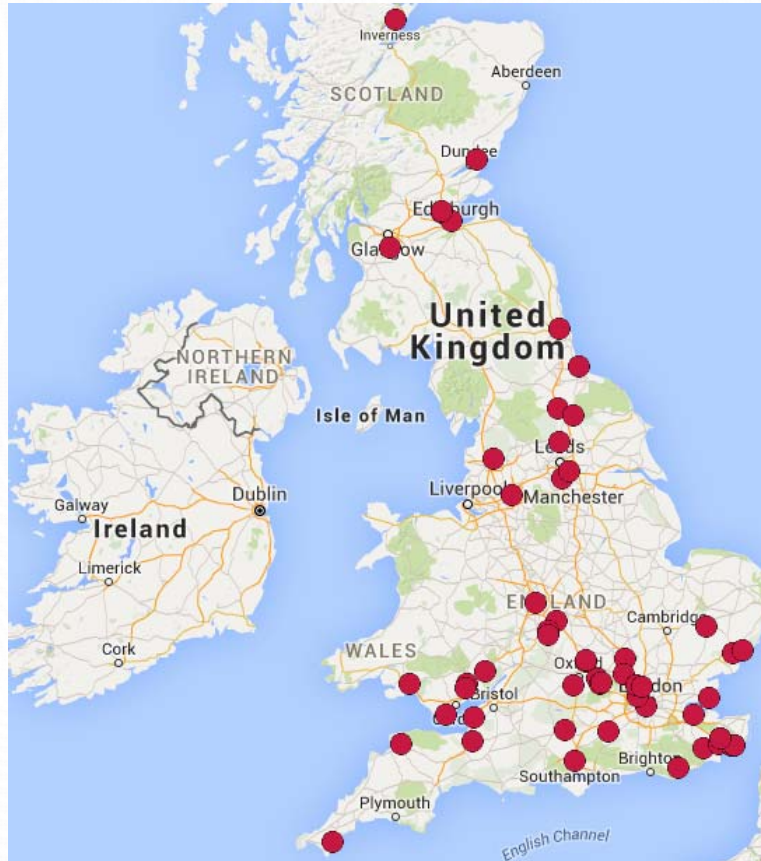 Inverness
Aberdeen
SCOTLAND
Dundee
Edinburgh
Glasgow
United
Kingdom
NORTHERN
IRELAND
Isle of Man
Leeds
Dublin
Liverpool
Manchester
Galway
Ireland
Limerick
ENGLAND
Cambridge
Cork
WALES
Oxford
London
Bristol
Brighton
Southampton
Plymouth
English Channel